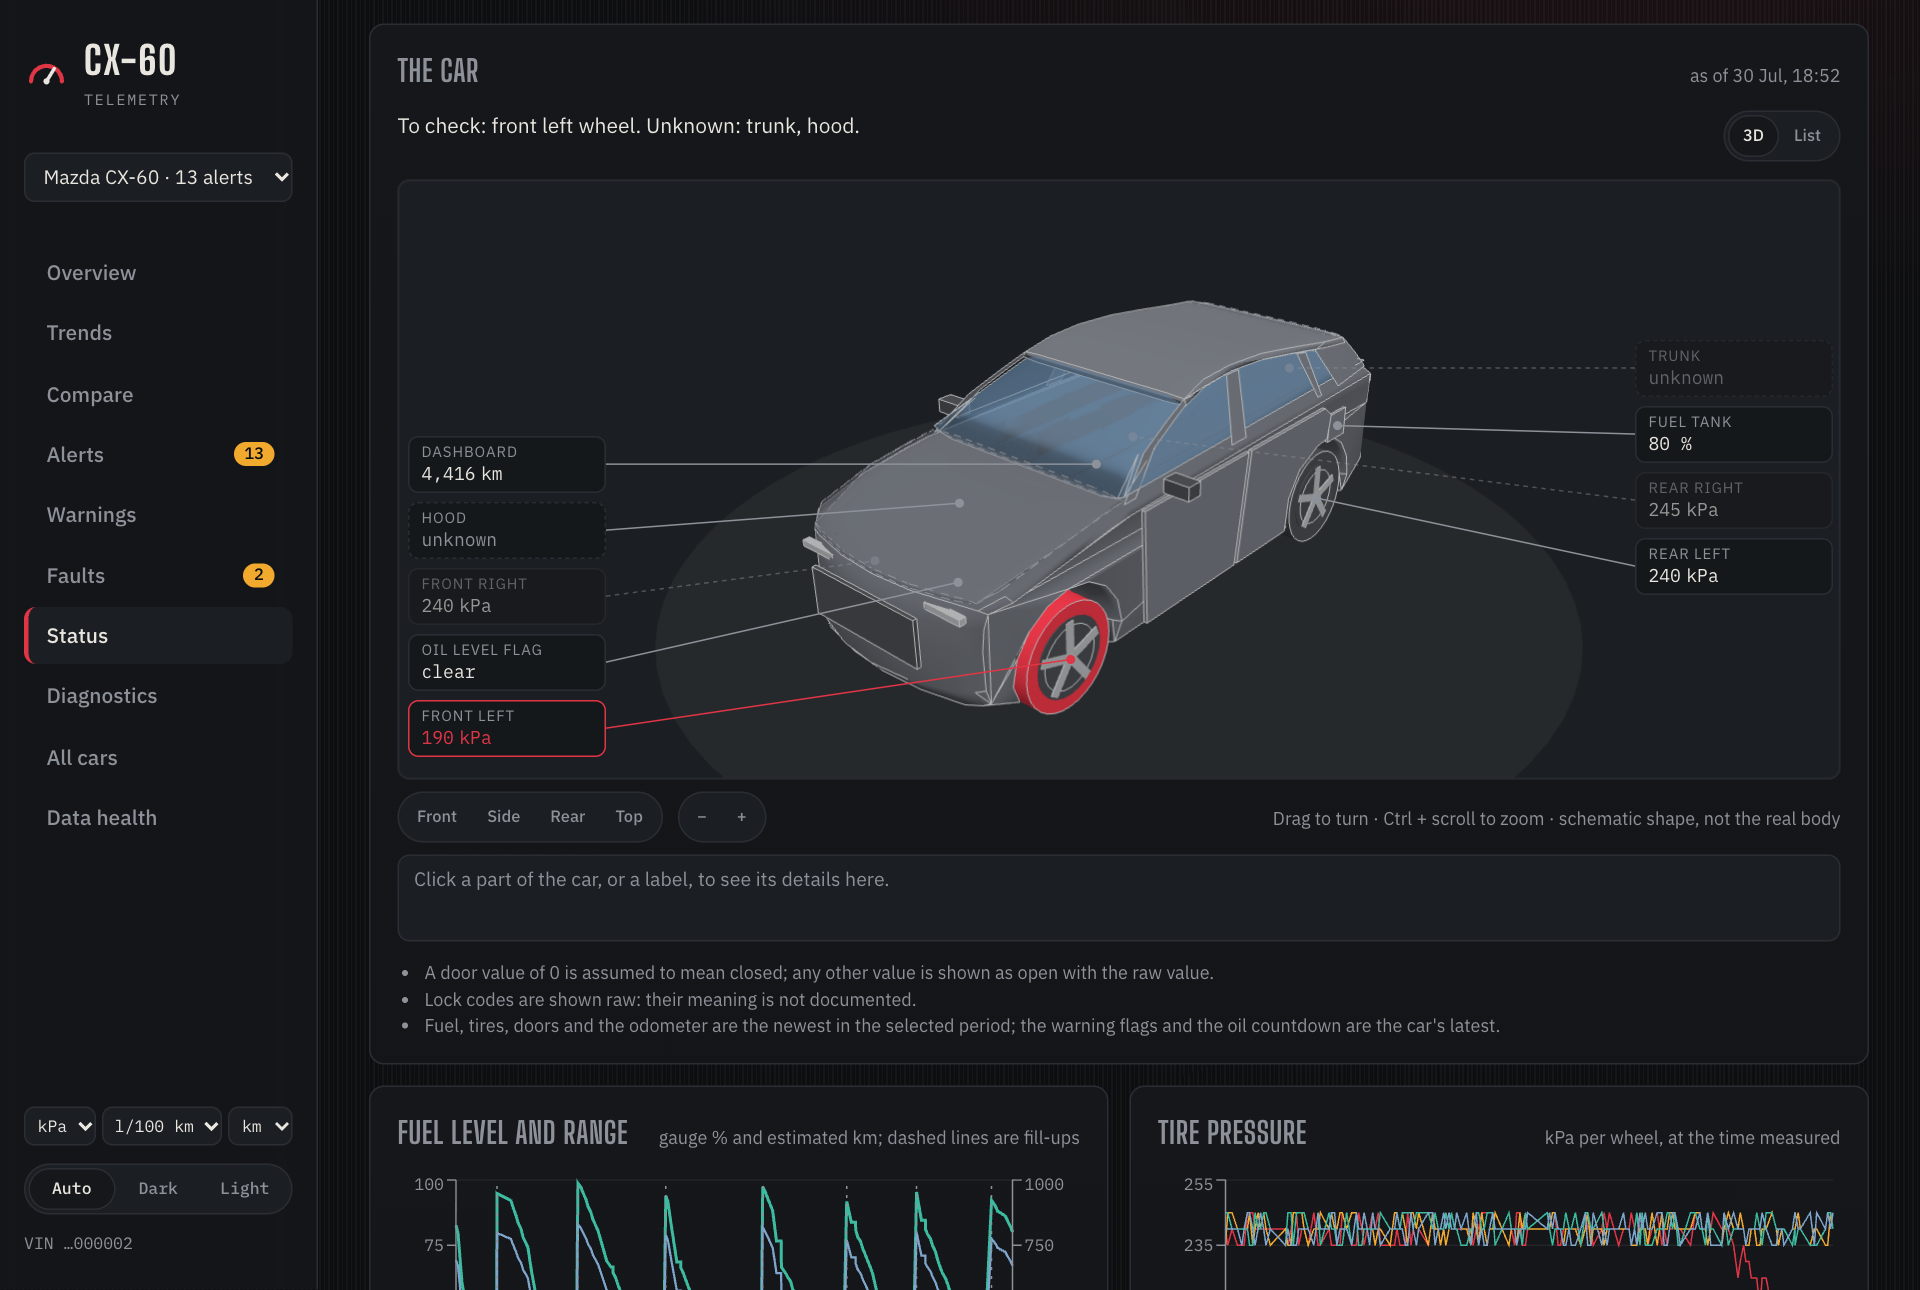 CX-60
TELEMETRY
Mazda CX-60 · 13 alerts
Overview
Trends
Compare
Alerts 13
Warnings
Faults 2
Status
Diagnostics
All cars
Data health
kPa l/100 km km
Auto Dark Light
VIN …000002
THE CAR
as of 30 Jul, 18:52
To check: front left wheel. Unknown: trunk, hood.
3D List
DASHBOARD
4,416 km
HOOD
unknown
FRONT RIGHT
240 kPa
OIL LEVEL FLAG
clear
FRONT LEFT
190 kPa
TRUNK
unknown
FUEL TANK
80 %
REAR RIGHT
245 kPa
REAR LEFT
240 kPa
Front Side Rear Top − +
Drag to turn · Ctrl + scroll to zoom · schematic shape, not the real body
Click a part of the car, or a label, to see its details here.
• A door value of 0 is assumed to mean closed; any other value is shown as open with the raw value.
• Lock codes are shown raw: their meaning is not documented.
• Fuel, tires, doors and the odometer are the newest in the selected period; the warning flags and the oil countdown are the car's latest.
FUEL LEVEL AND RANGE
gauge % and estimated km; dashed lines are fill-ups
100 1000
75 750
TIRE PRESSURE
kPa per wheel, at the time measured
255
235